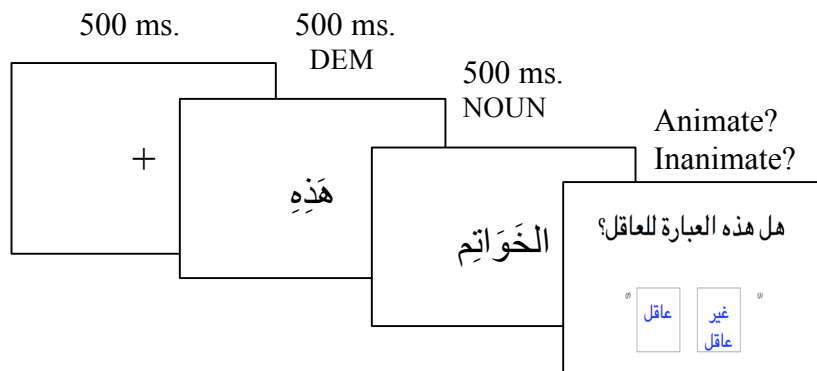 500 ms.
500 ms.
DEM
500 ms.
NOUN
Animate?
Inanimate?
+
هَذِهِ
الخَوَاتِم
هل هذه العبارة للعاقل؟
غير
عاقل
عاقل